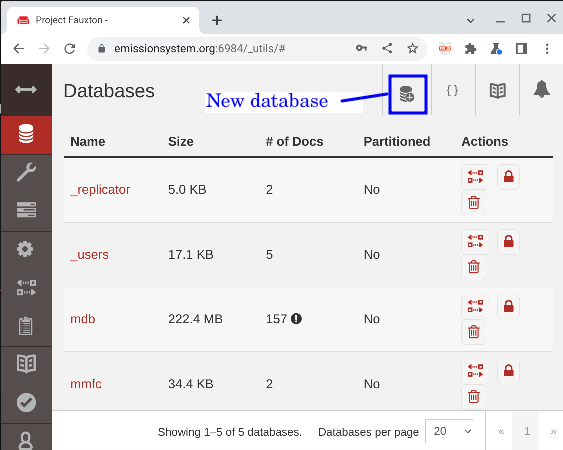 Project Fauxton -
emissionsystem.org:6984/_utils/#
Databases
New database
{ }
Name Size # of Docs Partitioned Actions
_replicator 5.0 KB 2 No
_users 17.1 KB 5 No
mdb 222.4 MB 157 No
mmfc 34.4 KB 2 No
Showing 1–5 of 5 databases. Databases per page 20 « 1 »